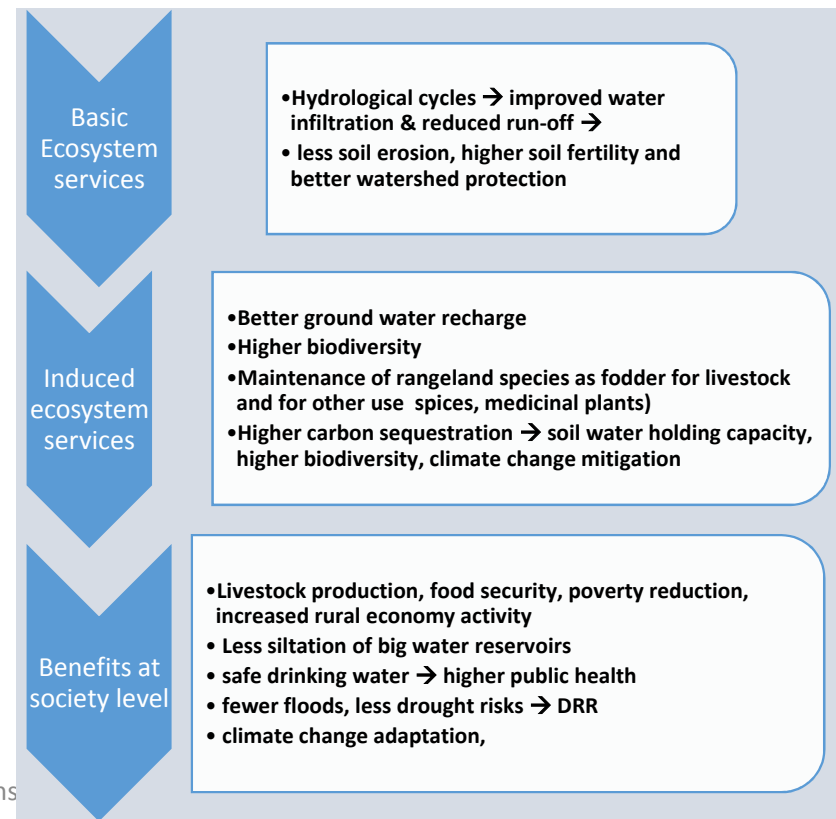 Basic
Ecosystem
services
•Hydrological cycles → improved water
infiltration & reduced run-off →
• less soil erosion, higher soil fertility and
better watershed protection
Induced
ecosystem
services
•Better ground water recharge
•Higher biodiversity
•Maintenance of rangeland species as fodder for livestock
and for other use spices, medicinal plants)
•Higher carbon sequestration → soil water holding capacity,
higher biodiversity, climate change mitigation
Benefits at
society level
•Livestock production, food security, poverty reduction,
increased rural economy activity
• Less siltation of big water reservoirs
• safe drinking water → higher public health
• fewer floods, less drought risks → DRR
• climate change adaptation,